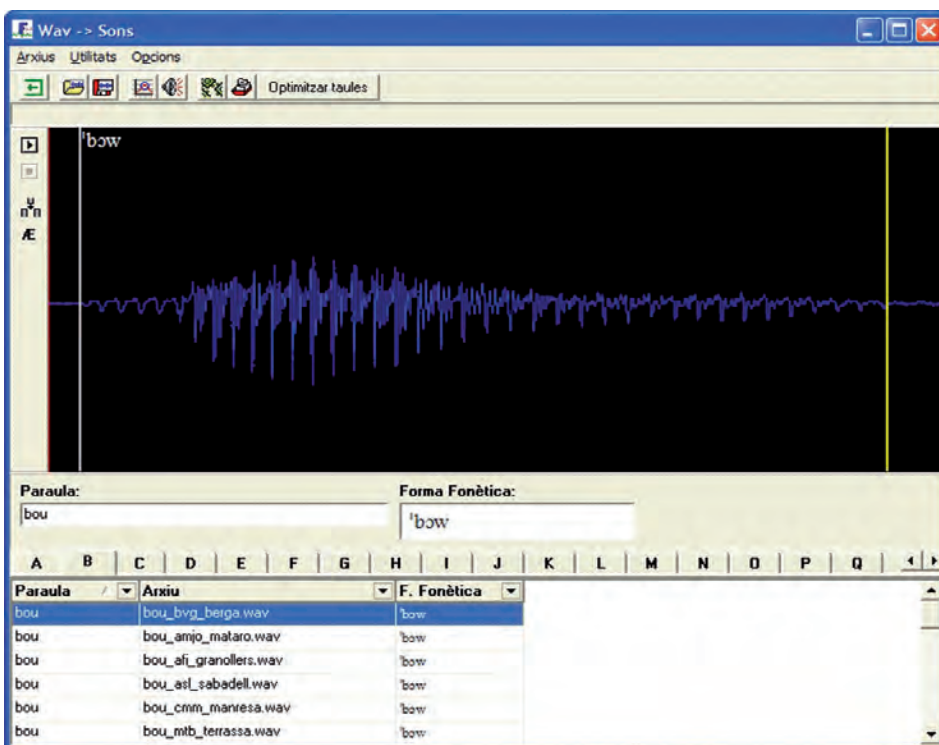 Wav -> Sons
Arxius Utilitats Opcions
Optimitzar taules
ˈbɔw
Æ
Paraula: Forma Fonètica:
bou ˈbɔw
A B C D E F G H I J K L M N O P Q
Paraula Arxiu F. Fonètica
bou bou_bvg_berga.wav ˈbɔw
bou bou_amjo_mataro.wav ˈbɔw
bou bou_afi_granollers.wav ˈbɔw
bou bou_asl_sabadell.wav ˈbɔw
bou bou_cmm_manresa.wav ˈbɔw
bou bou_mtb_terrassa.wav ˈbɔw